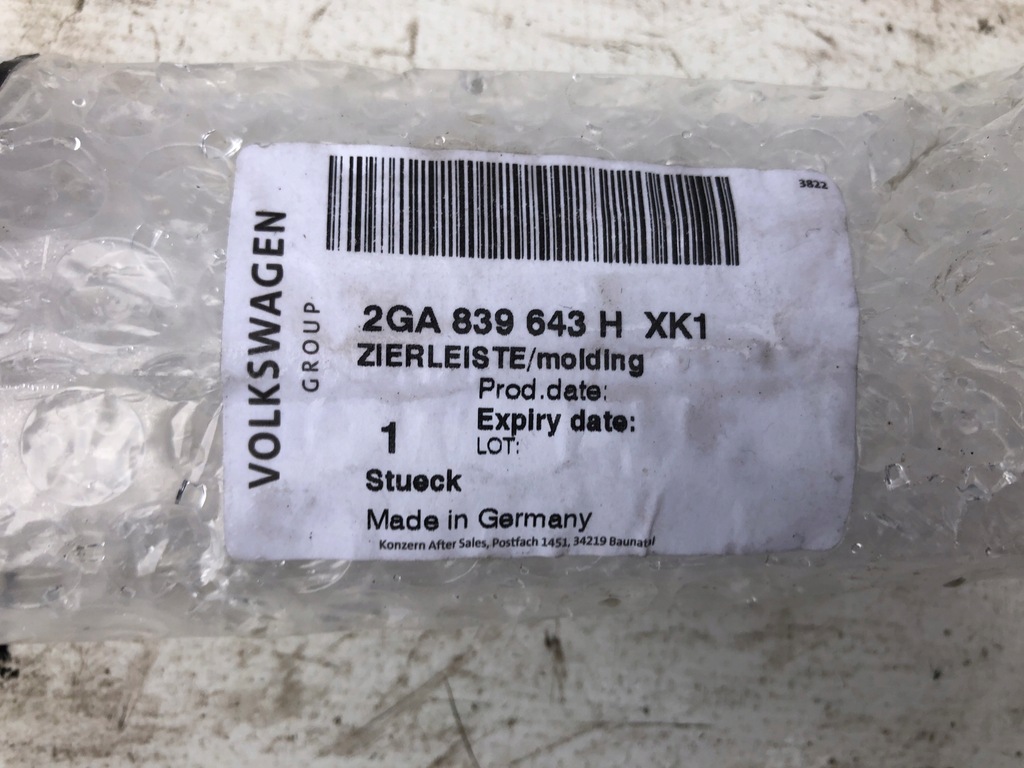 3822
VOLKSWAGEN
GROUP
2GA 839 643 H XK1
ZIERLEISTE/molding
Prod.date:
Expiry date:
1
LOT:
Stueck
Made in Germany
Konzern After Sales, Postfach 1451, 34219 Baunatal